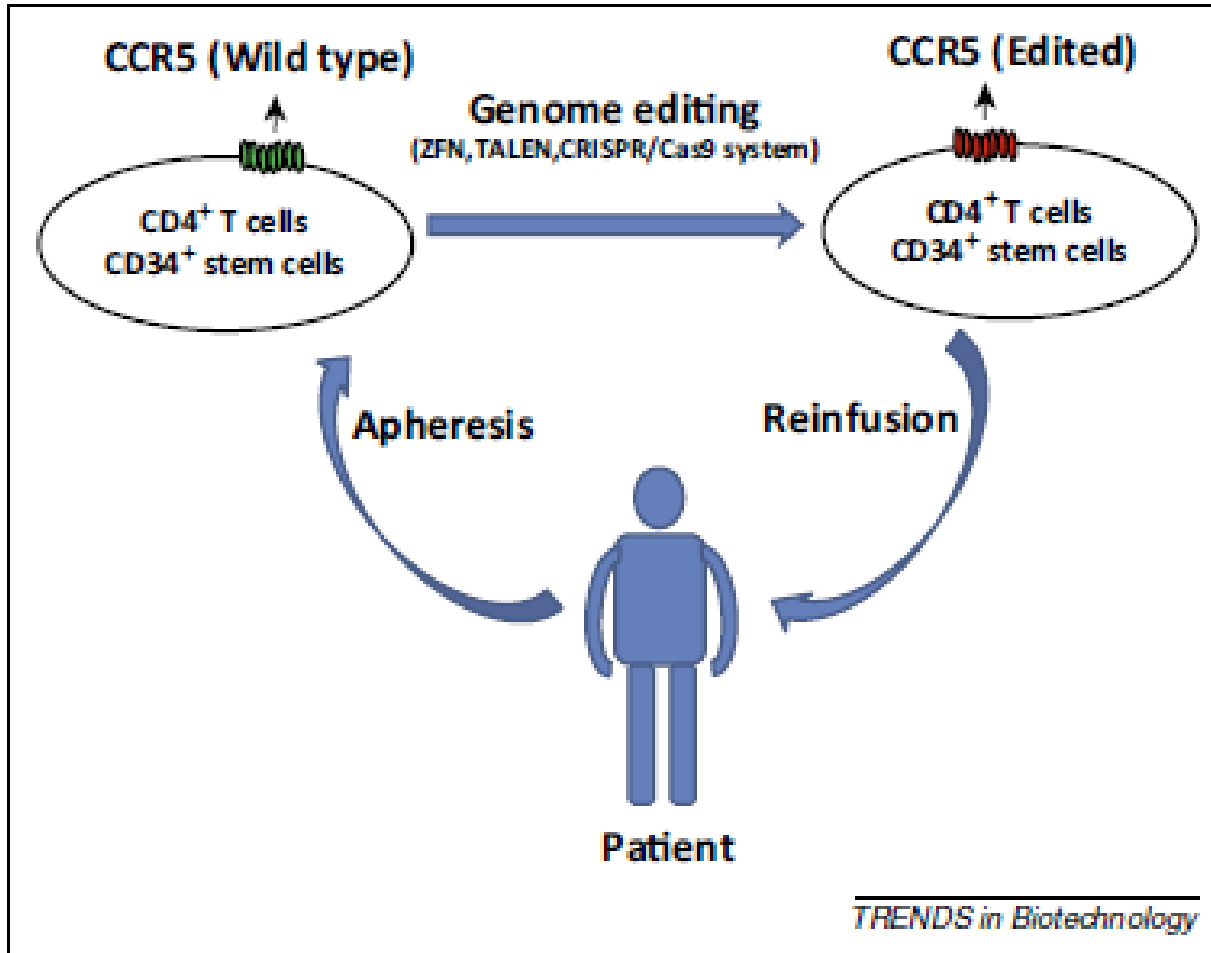 CCR5 (Wild type)
CCR5 (Edited)
Genome editing
(ZFN,TALEN,CRISPR/Cas9 system)
CD4⁺ T cells
CD34⁺ stem cells
CD4⁺ T cells
CD34⁺ stem cells
Apheresis
Reinfusion
Patient
TRENDS in Biotechnology